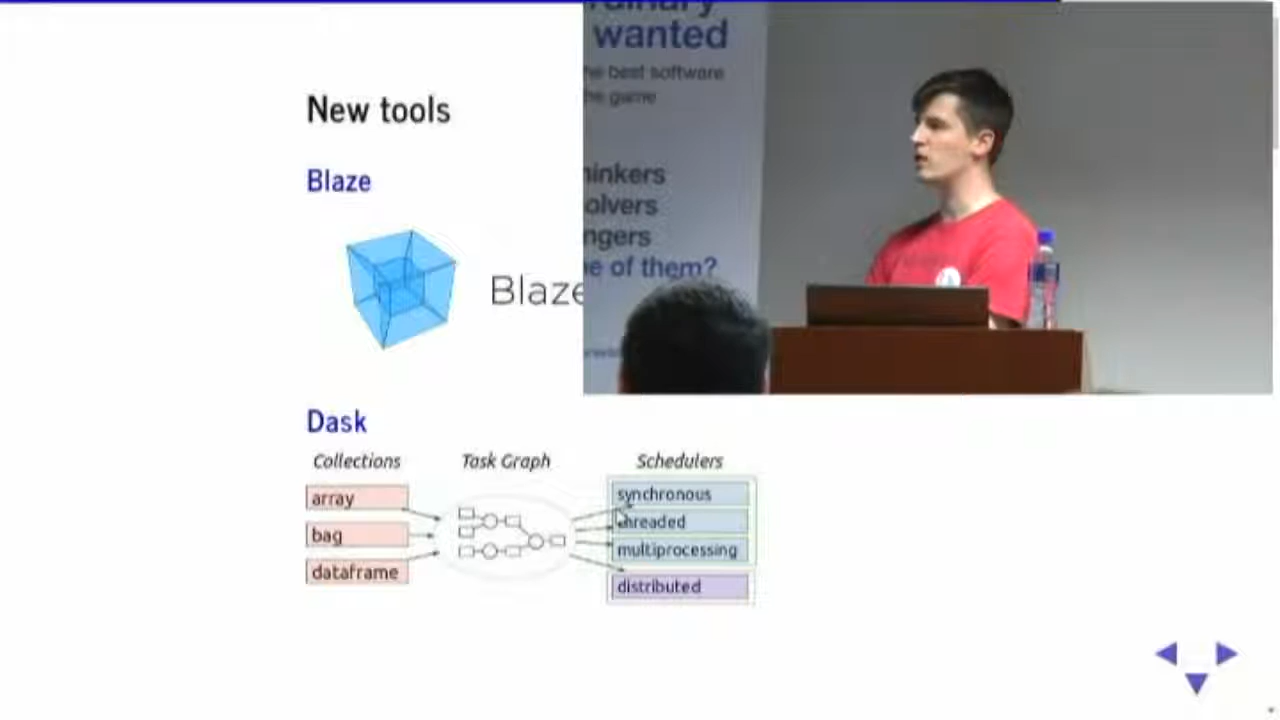 New tools
Blaze
Blaze
Dask
Collections
Task Graph
Schedulers
array
bag
dataframe
synchronous
threaded
multiprocessing
distributed
wanted
he best software
he game
hinkers
olvers
ngers
e of them?